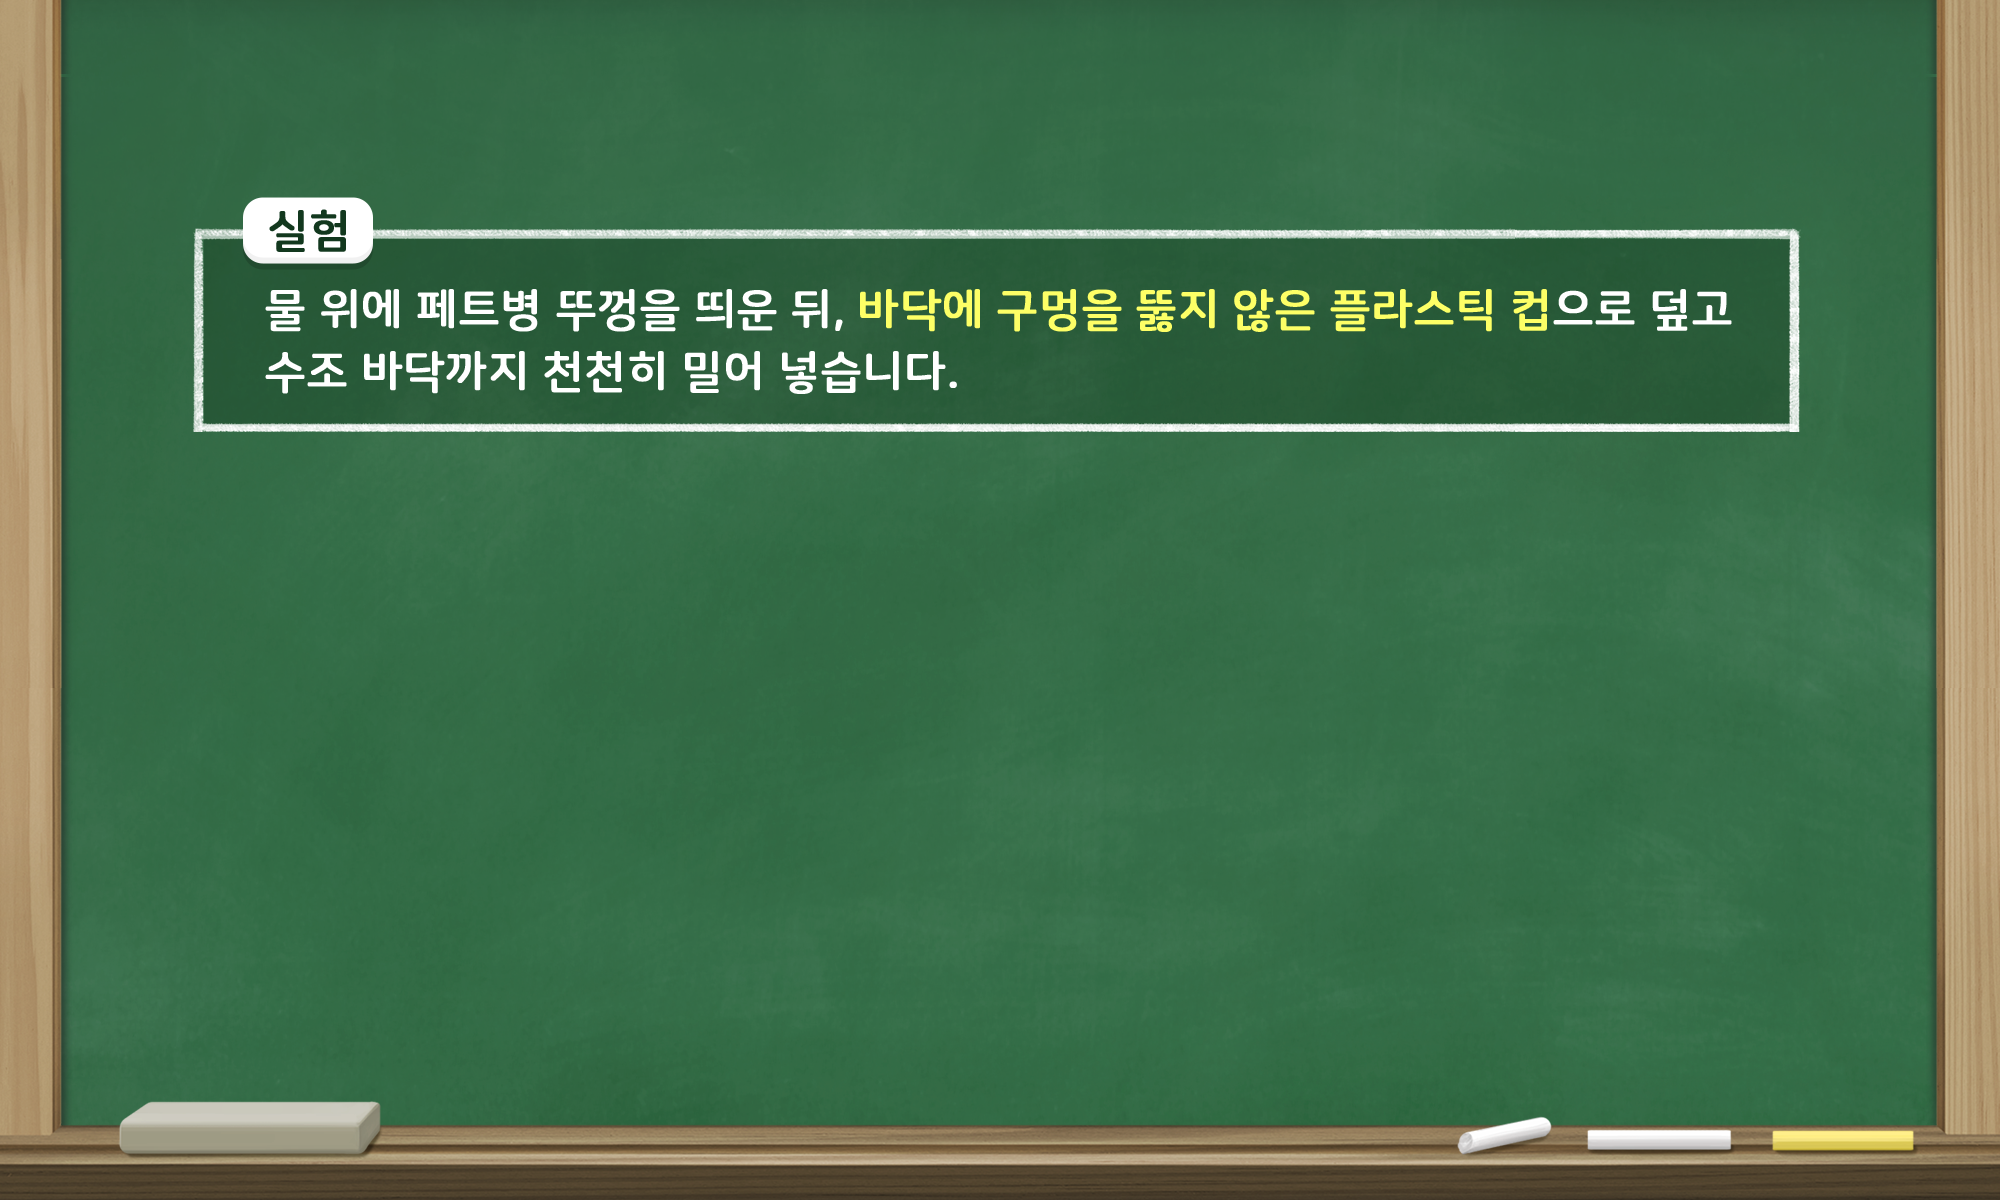 실험
물 위에 페트병 뚜껑을 띄운 뒤, 바닥에 구멍을 뚫지 않은 플라스틱 컵으로 덮고
수조 바닥까지 천천히 밀어 넣습니다.